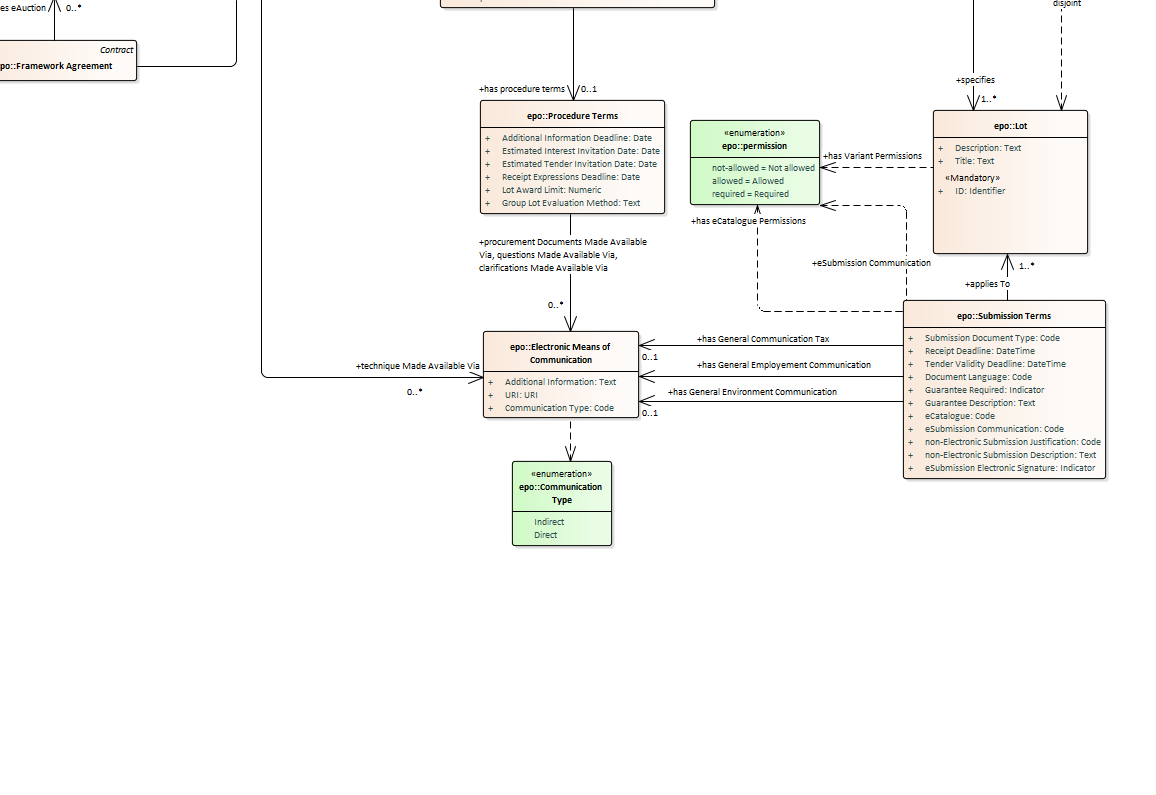 es eAuction
0..*
disjoint
Contract
po::Framework Agreement
+has procedure terms
0..1
epo::Procedure Terms
+ Additional Information Deadline: Date
+ Estimated Interest Invitation Date: Date
+ Estimated Tender Invitation Date: Date
+ Receipt Expressions Deadline: Date
+ Lot Award Limit: Numeric
+ Group Lot Evaluation Method: Text
«enumeration»
epo::permission
not-allowed = Not allowed
allowed = Allowed
required = Required
+has Variant Permissions
+specifies
1..*
epo::Lot
+ Description: Text
+ Title: Text
«Mandatory»
+ ID: Identifier
+has eCatalogue Permissions
+procurement Documents Made Available
Via, questions Made Available Via,
clarifications Made Available Via
0..*
+eSubmission Communication
1..*
+applies To
epo::Electronic Means of
Communication
+ Additional Information: Text
+ URI: URI
+ Communication Type: Code
+technique Made Available Via
0..*
+has General Communication Tax
0..1
+has General Employement Communication
+has General Environment Communication
0..1
epo::Submission Terms
+ Submission Document Type: Code
+ Receipt Deadline: DateTime
+ Tender Validity Deadline: DateTime
+ Document Language: Code
+ Guarantee Required: Indicator
+ Guarantee Description: Text
+ eCatalogue: Code
+ eSubmission Communication: Code
+ non-Electronic Submission Justification: Code
+ non-Electronic Submission Description: Text
+ eSubmission Electronic Signature: Indicator
«enumeration»
epo::Communication
Type
Indirect
Direct